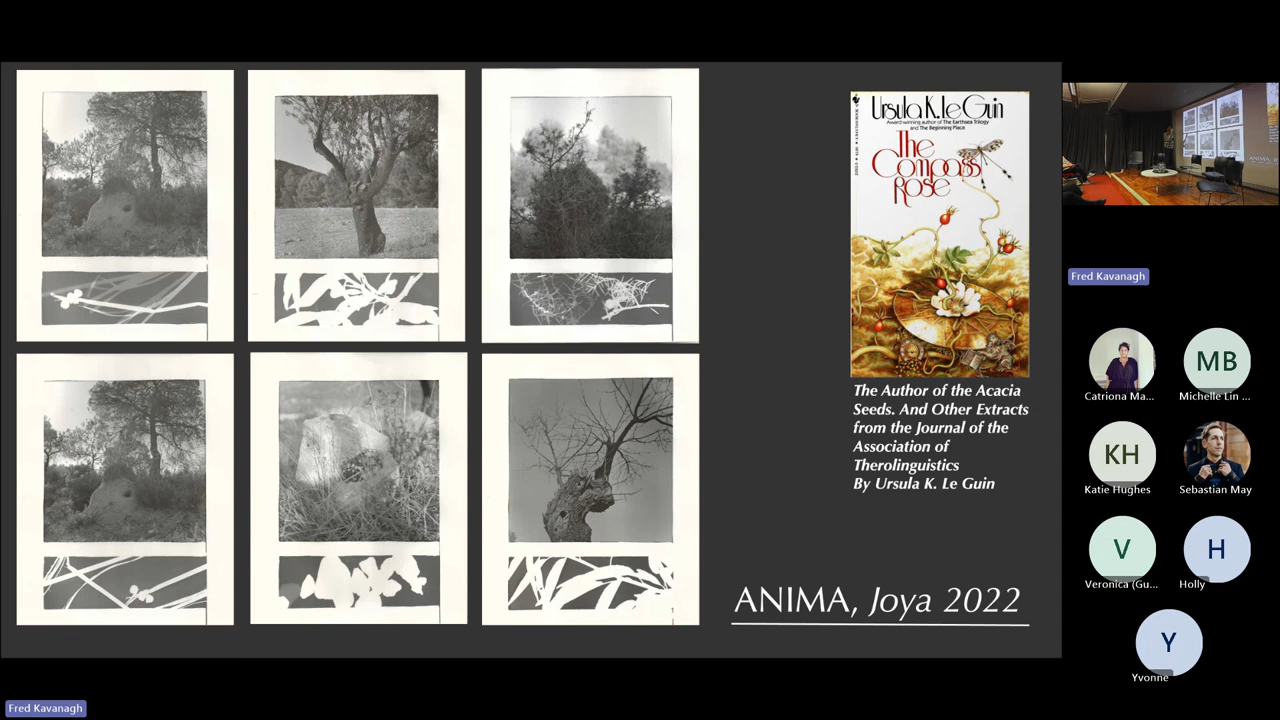 Ursula K. Le Guin
Award-winning author of The Earthsea Trilogy
and The Beginning Place
The
Compass
Rose
The Author of the Acacia
Seeds. And Other Extracts
from the Journal of the
Association of
Therolinguistics
By Ursula K. Le Guin
ANIMA, Joya 2022
Fred Kavanagh
Catriona Ma...
MB
Michelle Lin ...
KH
Katie Hughes
Sebastian May
V
Veronica (Gu...
H
Holly
Y
Yvonne
Fred Kavanagh